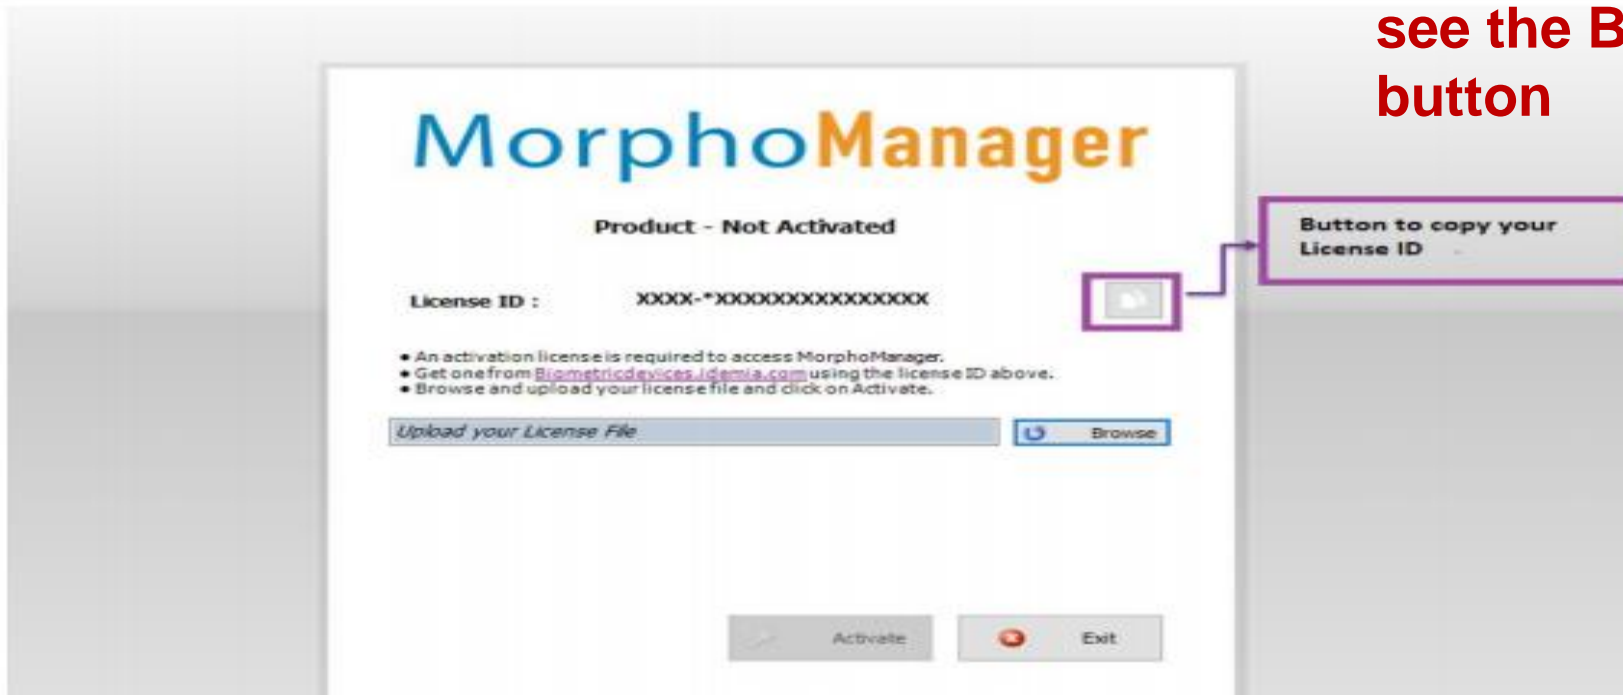 see the B
button
MorphoManager
Product - Not Activated
Button to copy your
License ID
License ID : XXXX-*XXXXXXXXXXXXXXX
• An activation license is required to access MorphoManager.
• Get one from Biometricdevices.idemia.com using the license ID above.
• Browse and upload your license file and click on Activate.
Upload your License File
Browse
Activate
Exit